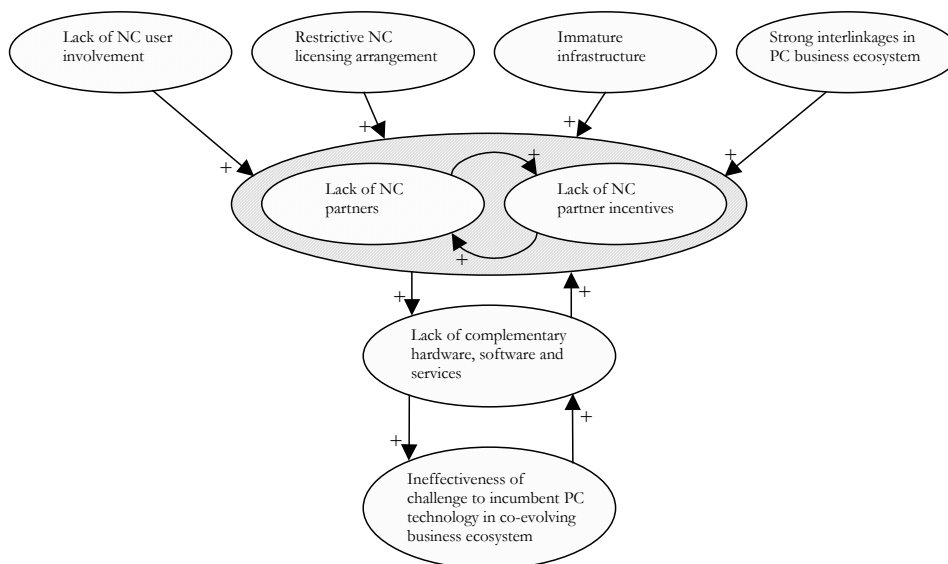 Lack of NC user
involvement
Restrictive NC
licensing arrangement
Immature
infrastructure
Strong interlinkages in
PC business ecosystem
+
+
+
+
+
Lack of NC
partners
Lack of NC
partner incentives
+
+
+
Lack of complementary
hardware, software and
services
+
+
Ineffectiveness of
challenge to incumbent PC
technology in co-evolving
business ecosystem